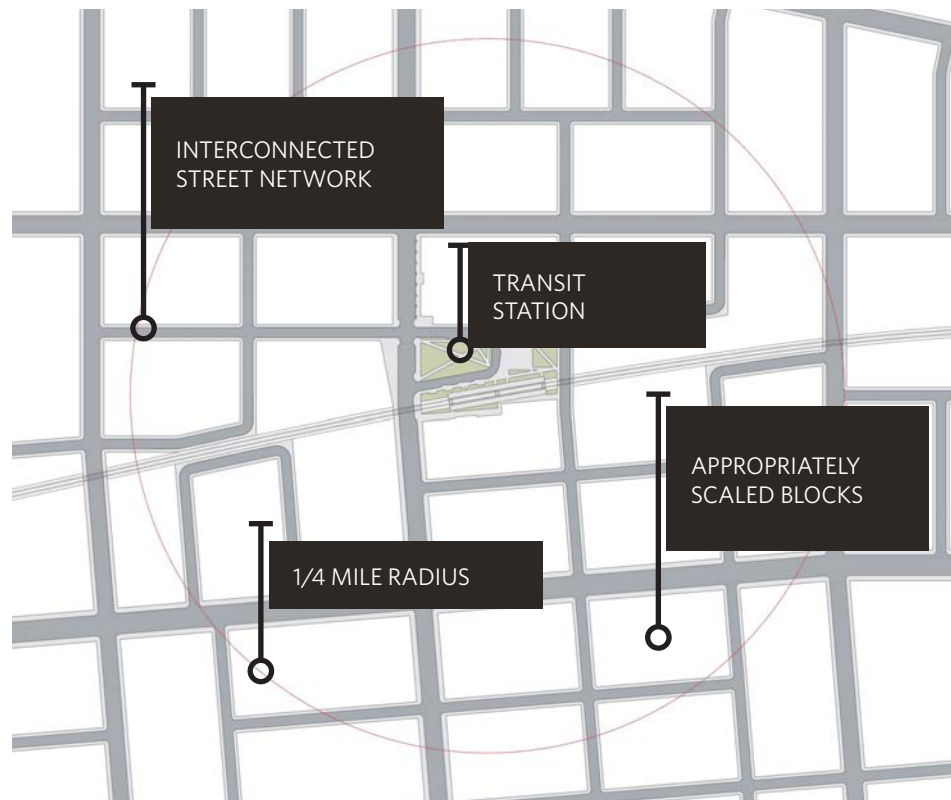 INTERCONNECTED
STREET NETWORK
TRANSIT
STATION
APPROPRIATELY
SCALED BLOCKS
1/4 MILE RADIUS